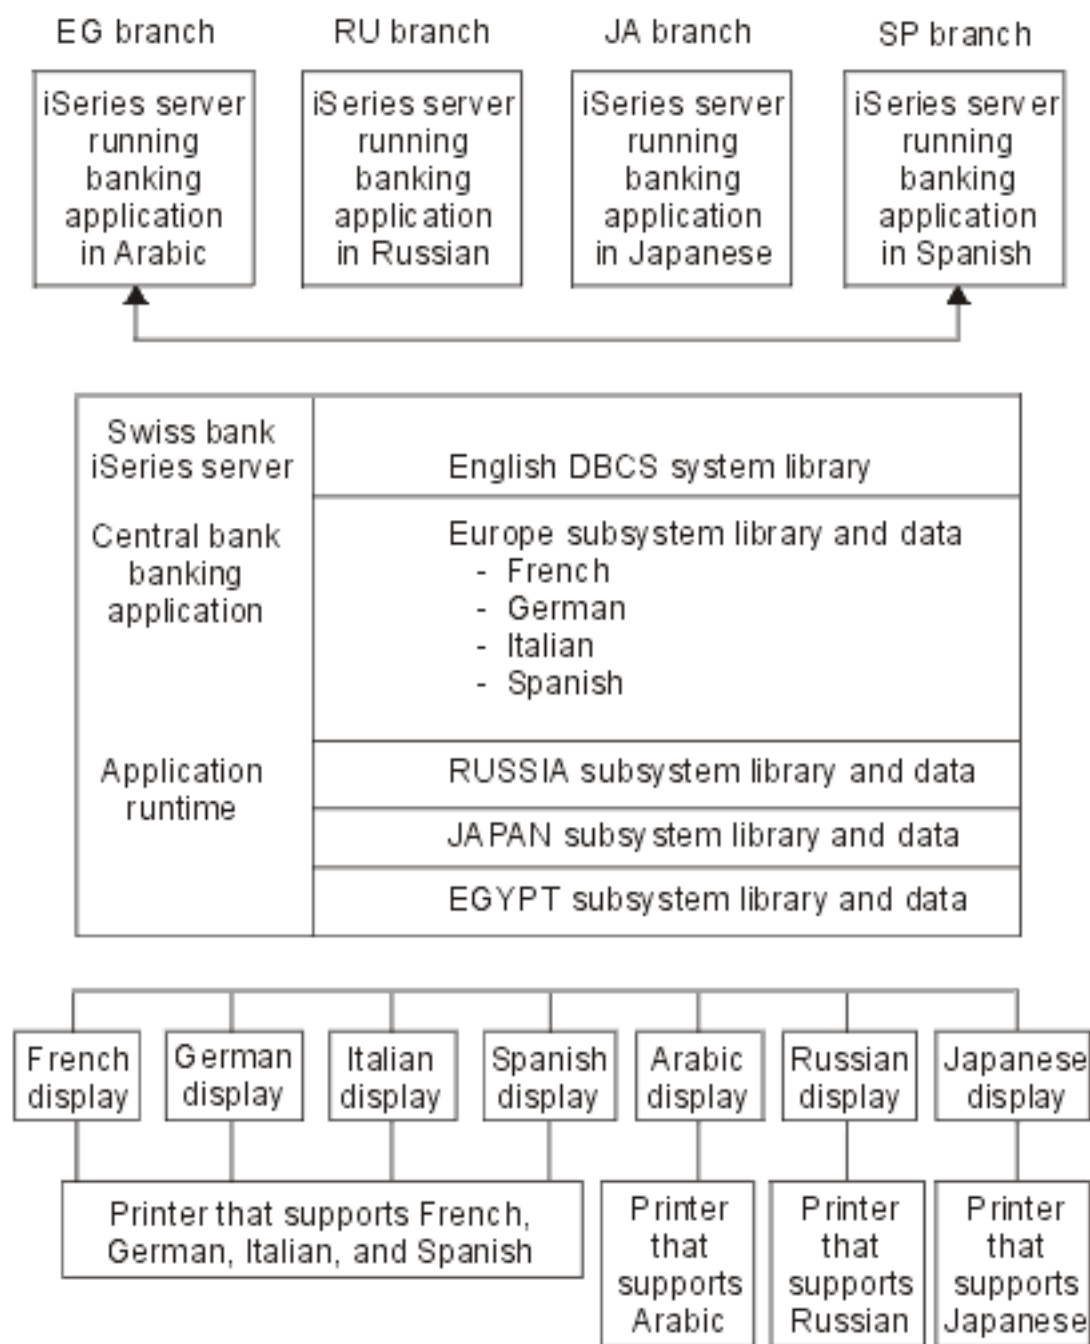 EG branch
RU branch
JA branch
SP branch
iSeries server
running
banking
application
in Arabic
iSeries server
running
banking
application
in Russian
iSeries server
running
banking
application
in Japanese
iSeries server
running
banking
application
in Spanish
Swiss bank
iSeries server
English DBCS system library
Central bank
banking
application
Europe subsystem library and data
- French
- German
- Italian
- Spanish
Application
runtime
RUSSIA subsystem library and data
JAPAN subsystem library and data
EGYPT subsystem library and data
French
display
German
display
Italian
display
Spanish
display
Arabic
display
Russian
display
Japanese
display
Printer that supports French,
German, Italian, and Spanish
Printer
that
supports
Arabic
Printer
that
supports
Russian
Printer
that
supports
Japanese